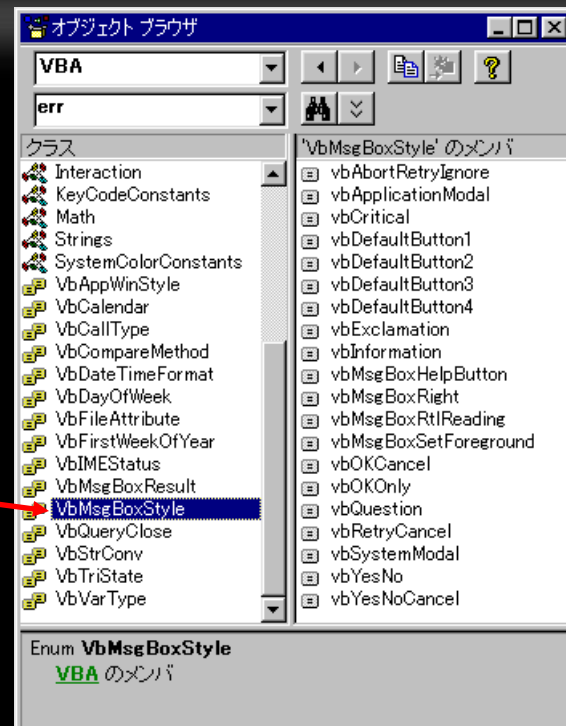 オブジェクト ブラウザ
VBA
err
クラス
Interaction
KeyCodeConstants
Math
Strings
SystemColorConstants
VbAppWinStyle
VbCalendar
VbCallType
VbCompareMethod
VbDateTimeFormat
VbDayOfWeek
VbFileAttribute
VbFirstWeekOfYear
VbIMEStatus
VbMsgBoxResult
VbMsgBoxStyle
VbQueryClose
VbStrConv
VbTriState
VbVarType
'VbMsgBoxStyle' のメンバ
vbAbortRetryIgnore
vbApplicationModal
vbCritical
vbDefaultButton1
vbDefaultButton2
vbDefaultButton3
vbDefaultButton4
vbExclamation
vbInformation
vbMsgBoxHelpButton
vbMsgBoxRight
vbMsgBoxRtlReading
vbMsgBoxSetForeground
vbOKCancel
vbOKOnly
vbQuestion
vbRetryCancel
vbSystemModal
vbYesNo
vbYesNoCancel
Enum VbMsgBoxStyle
VBA のメンバ